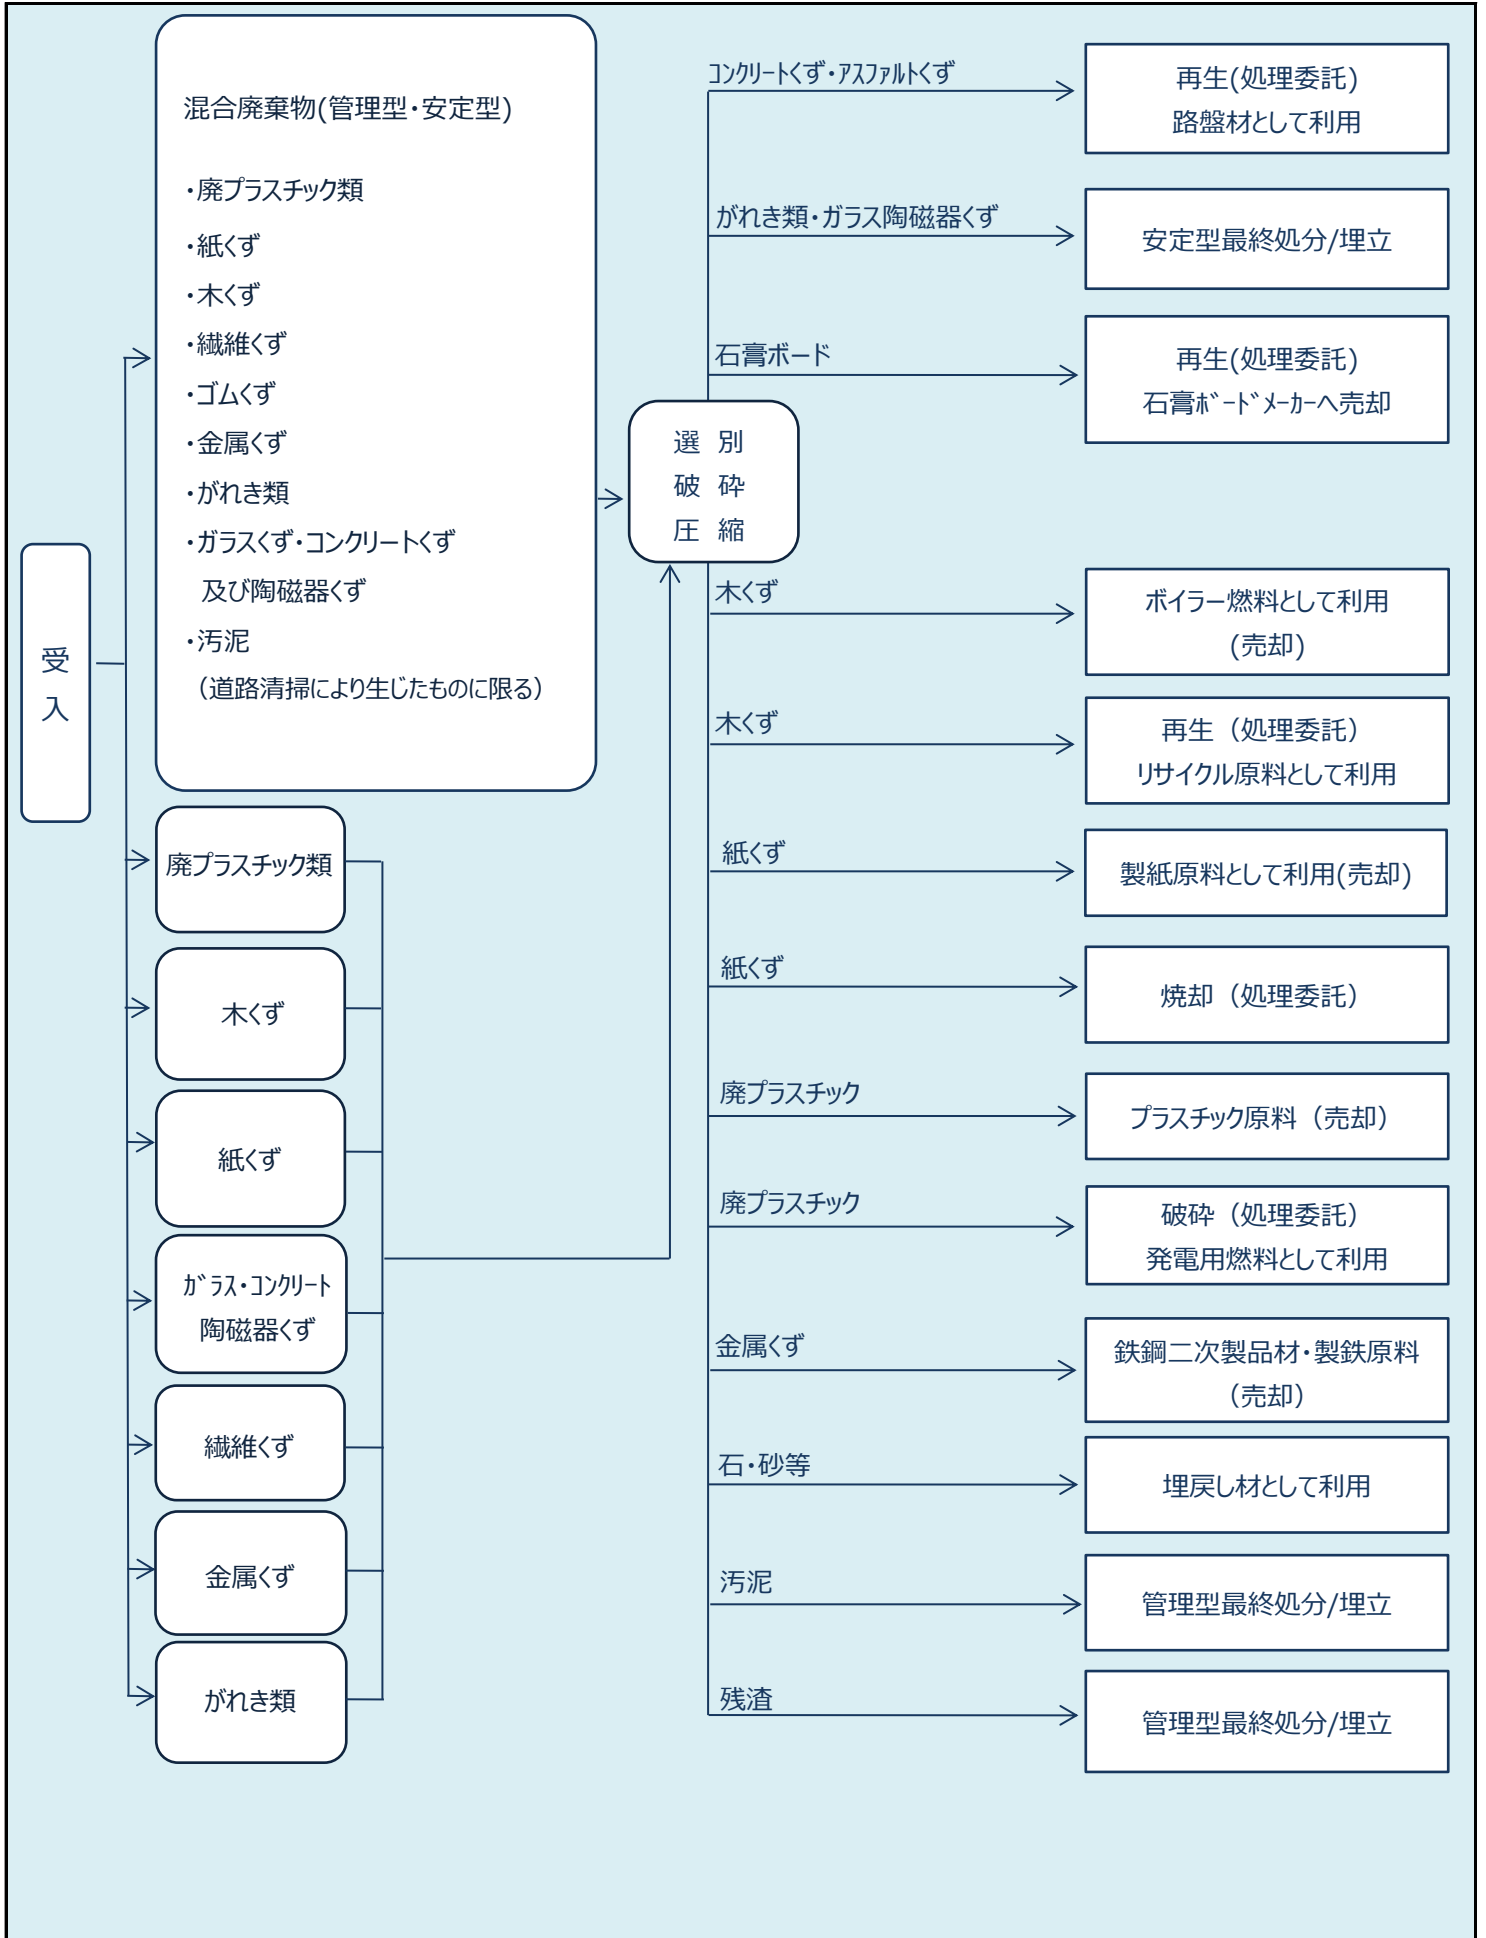 受
入
混合廃棄物(管理型・安定型)
・廃プラスチック類
・紙くず
・木くず
・繊維くず
・ゴムくず
・金属くず
・がれき類
・ガラスくず・コンクリートくず
及び陶磁器くず
・汚泥
（道路清掃により生じたものに限る）
廃プラスチック類
木くず
紙くず
ｶﾞﾗｽ・ｺﾝｸﾘｰﾄ
陶磁器くず
繊維くず
金属くず
がれき類
選 別
破 砕
圧 縮
ｺﾝｸﾘｰﾄくず・ｱｽﾌｧﾙﾄくず
再生(処理委託)
路盤材として利用
がれき類・ガラス陶磁器くず
安定型最終処分/埋立
石膏ボード
再生(処理委託)
石膏ﾎﾞｰﾄﾞﾒｰｶｰへ売却
木くず
ボイラー燃料として利用
(売却)
木くず
再生（処理委託）
リサイクル原料として利用
紙くず
製紙原料として利用(売却)
紙くず
焼却（処理委託）
廃プラスチック
プラスチック原料（売却）
廃プラスチック
破砕（処理委託）
発電用燃料として利用
金属くず
鉄鋼二次製品材・製鉄原料
（売却）
石・砂等
埋戻し材として利用
汚泥
管理型最終処分/埋立
残渣
管理型最終処分/埋立